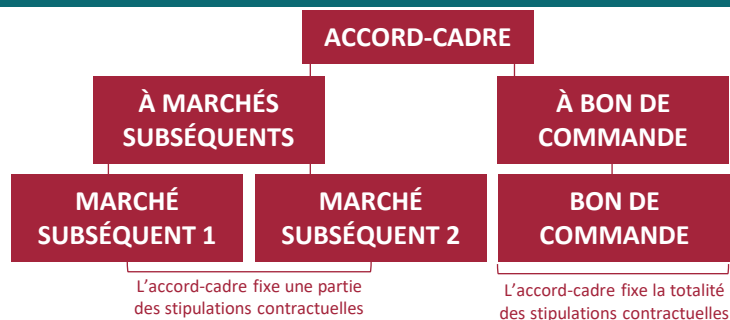 ACCORD-CADRE
À MARCHÉS
SUBSÉQUENTS
À BON DE
COMMANDE
MARCHÉ
SUBSÉQUENT 1
MARCHÉ
SUBSÉQUENT 2
BON DE
COMMANDE
L'accord-cadre fixe une partie
des stipulations contractuelles
L'accord-cadre fixe la totalité
des stipulations contractuelles